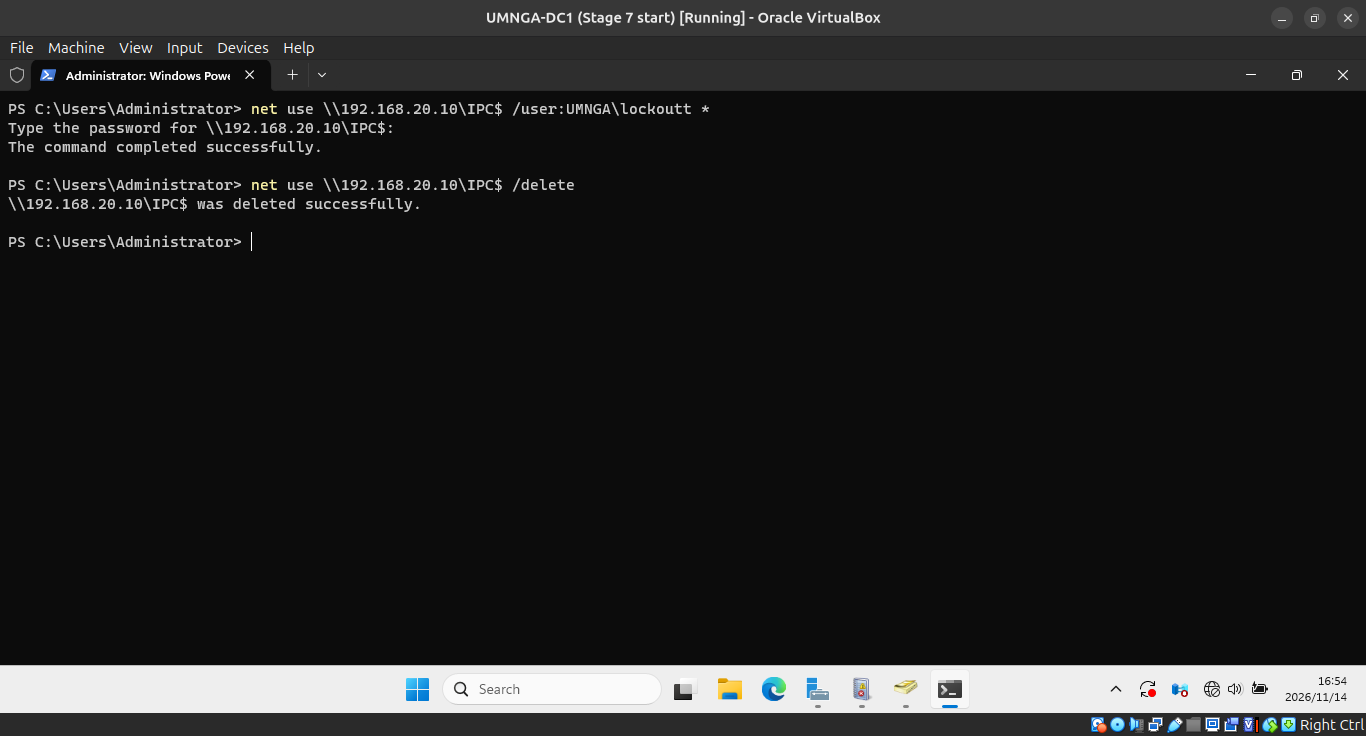 UMNGA-DC1 (Stage 7 start) [Running] - Oracle VirtualBox
File Machine View Input Devices Help
Administrator: Windows Powe
PS C:\Users\Administrator> net use \\192.168.20.10\IPC$ /user:UMNGA\lockoutt *
Type the password for \\192.168.20.10\IPC$:
The command completed successfully.
PS C:\Users\Administrator> net use \\192.168.20.10\IPC$ /delete
\\192.168.20.10\IPC$ was deleted successfully.
PS C:\Users\Administrator>
Search
16:54
2026/11/14
Right Ctrl